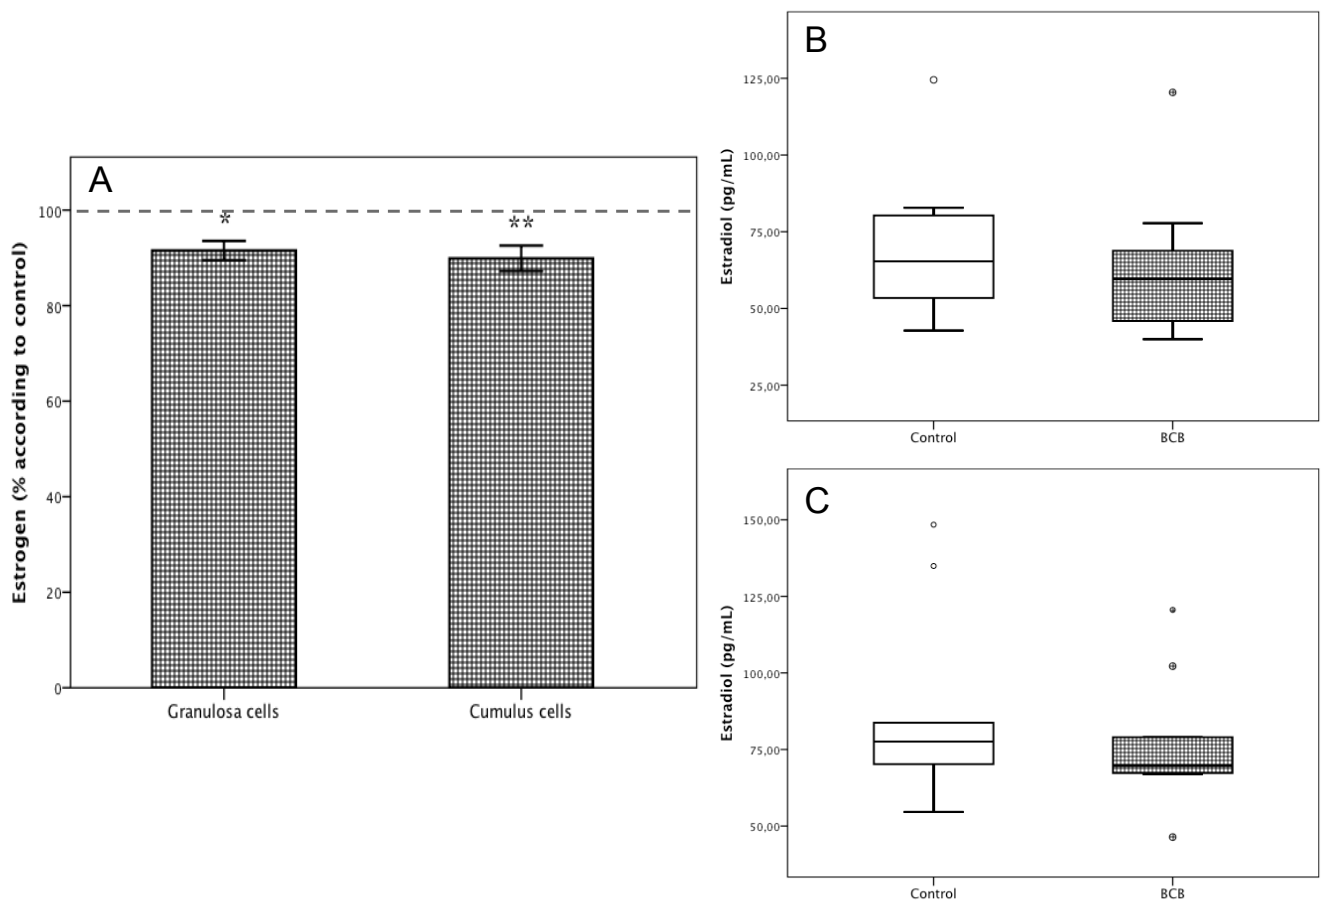 A
Estrogen (% according to control)
100
80
60
40
20
0
*
**
Granulosa cells
Cumulus cells
B
Estradiol (pg/mL)
125,00
100,00
75,00
50,00
25,00
Control
BCB
C
Estradiol (pg/mL)
150,00
125,00
100,00
75,00
50,00
Control
BCB